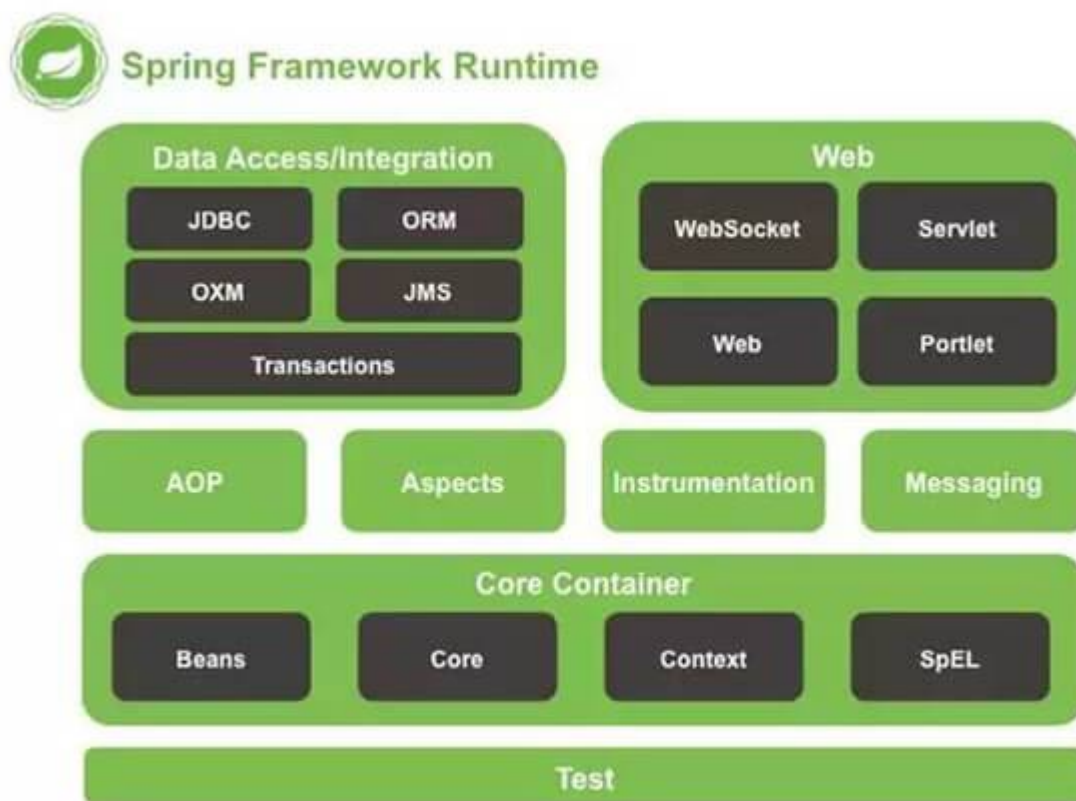 Spring Framework Runtime
Data Access/Integration
JDBC ORM
OXM JMS
Transactions
Web
WebSocket Servlet
Web Portlet
AOP Aspects Instrumentation Messaging
Core Container
Beans Core Context SpEL
Test